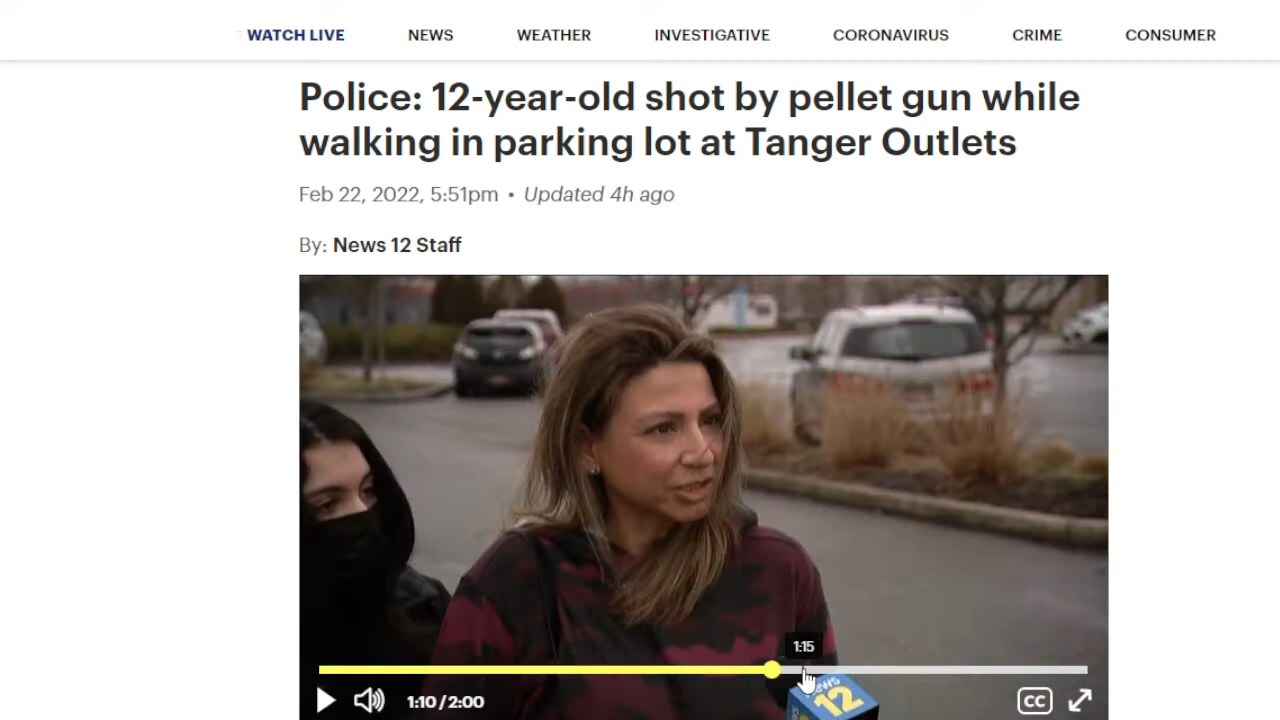 WATCH LIVE NEWS WEATHER INVESTIGATIVE CORONAVIRUS CRIME CONSUMER
Police: 12-year-old shot by pellet gun while
walking in parking lot at Tanger Outlets
Feb 22, 2022, 5:51pm • Updated 4h ago
By: News 12 Staff
1:15
1:10 / 2:00
CC
NEWS
12